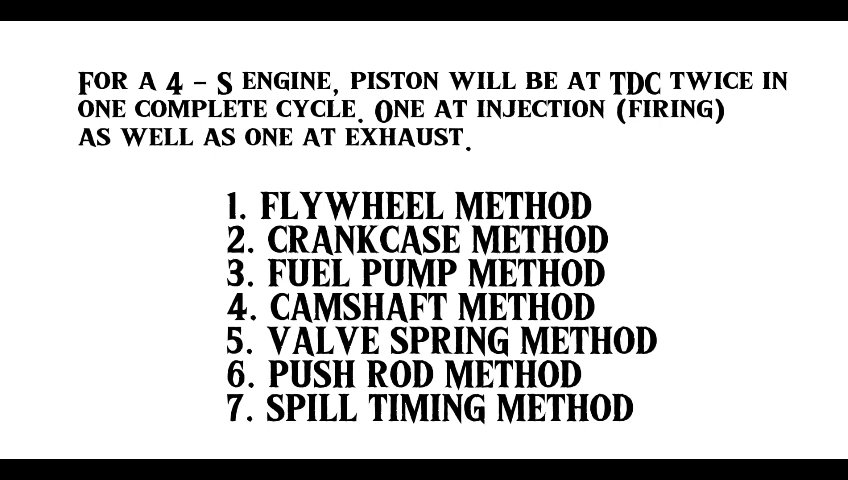 For a 4 - S engine, piston will be at TDC twice in
one complete cycle. One at injection (firing)
as well as one at exhaust.
1. FLYWHEEL METHOD
2. CRANKCASE METHOD
3. FUEL PUMP METHOD
4. CAMSHAFT METHOD
5. VALVE SPRING METHOD
6. PUSH ROD METHOD
7. SPILL TIMING METHOD